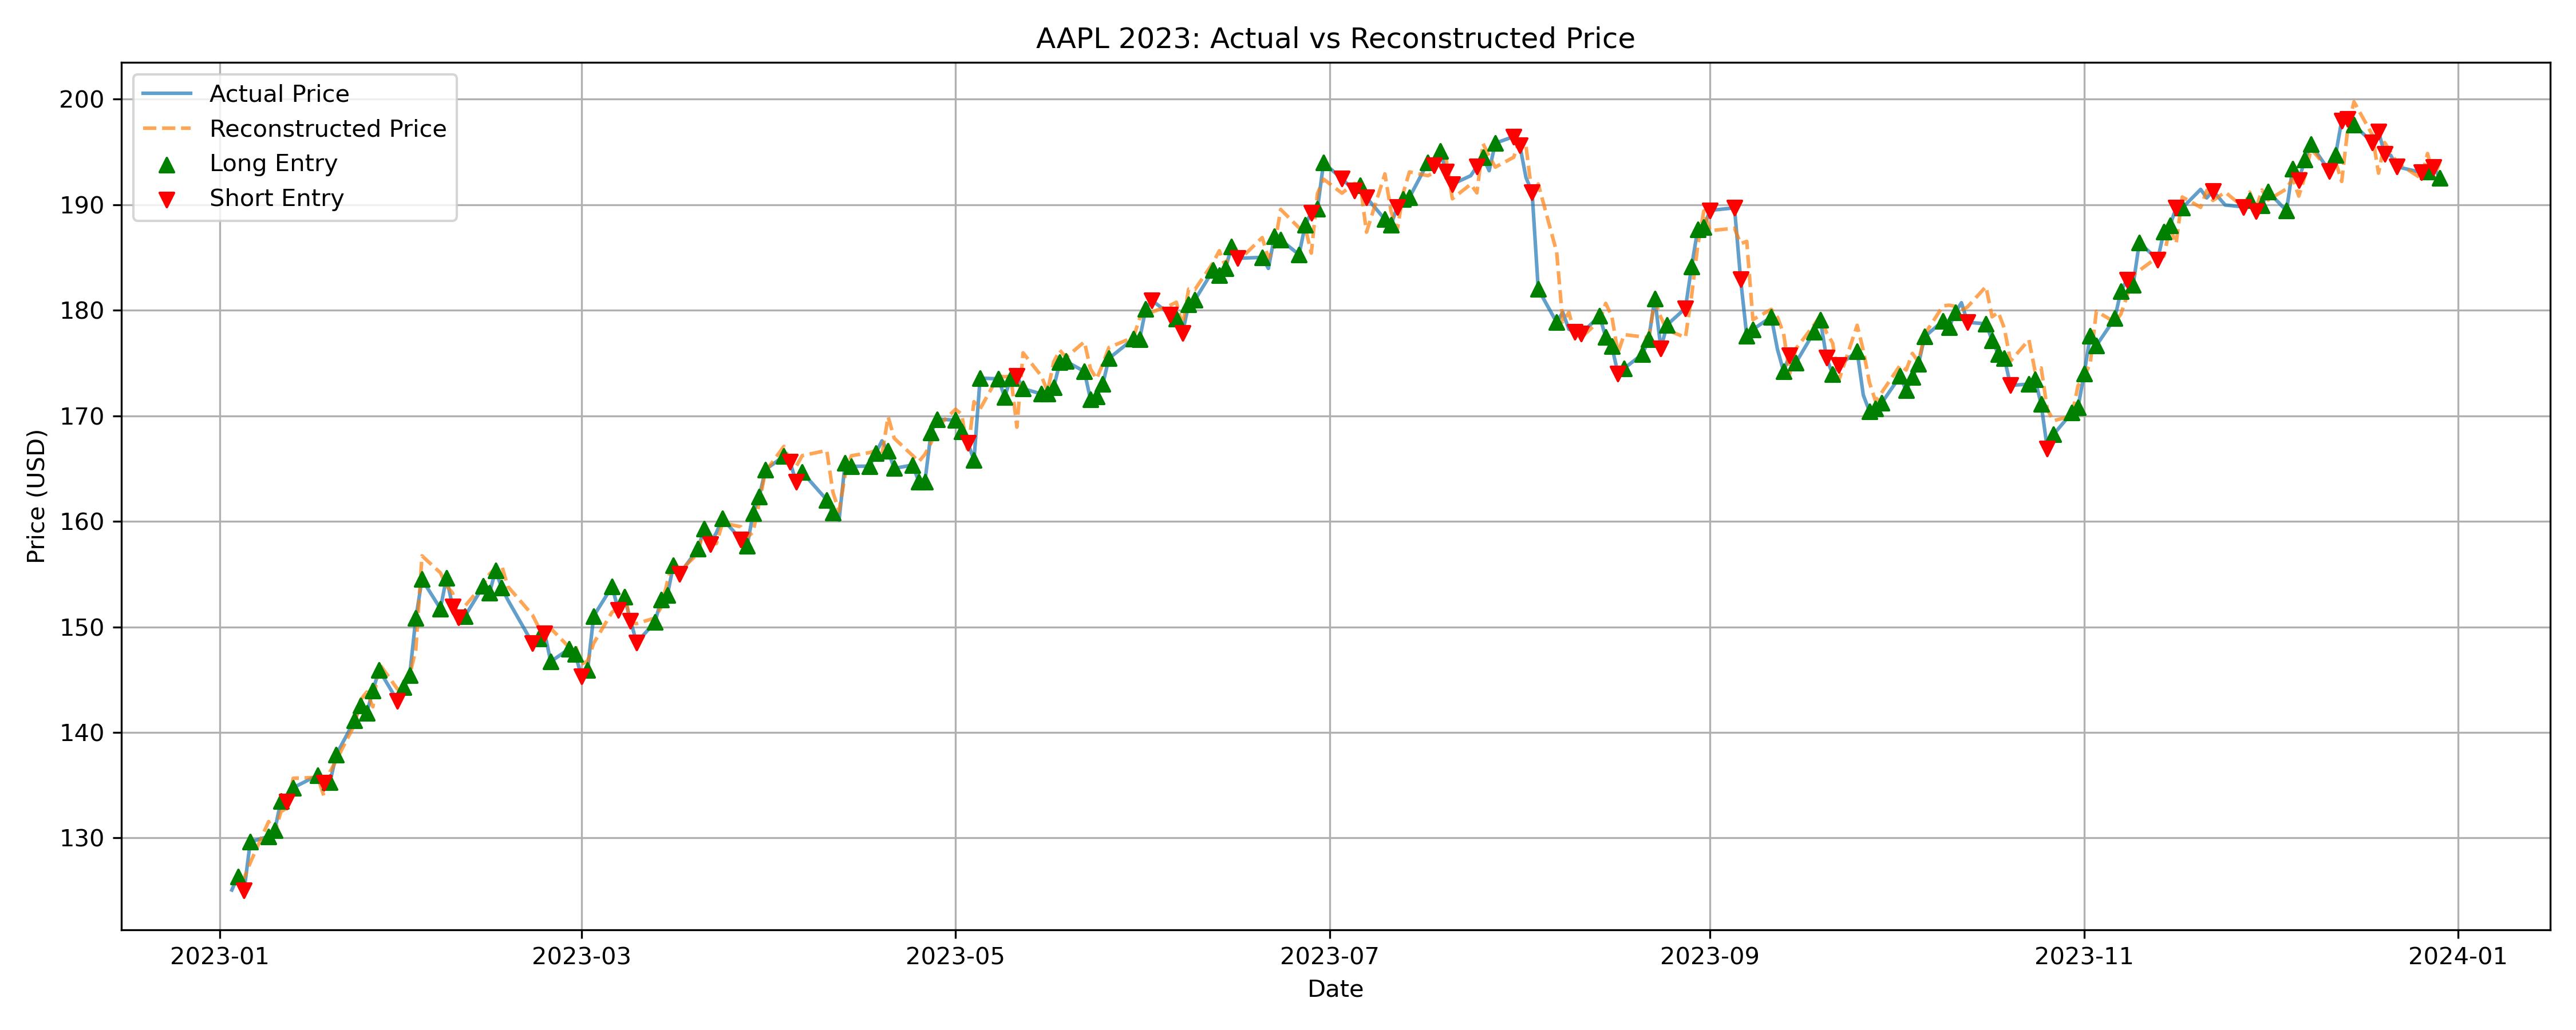 AAPL 2023: Actual vs Reconstructed Price
Actual Price
Reconstructed Price
Long Entry
Short Entry
Price (USD)
200
190
180
170
160
150
140
130
2023-01
2023-03
2023-05
2023-07
2023-09
2023-11
2024-01
Date